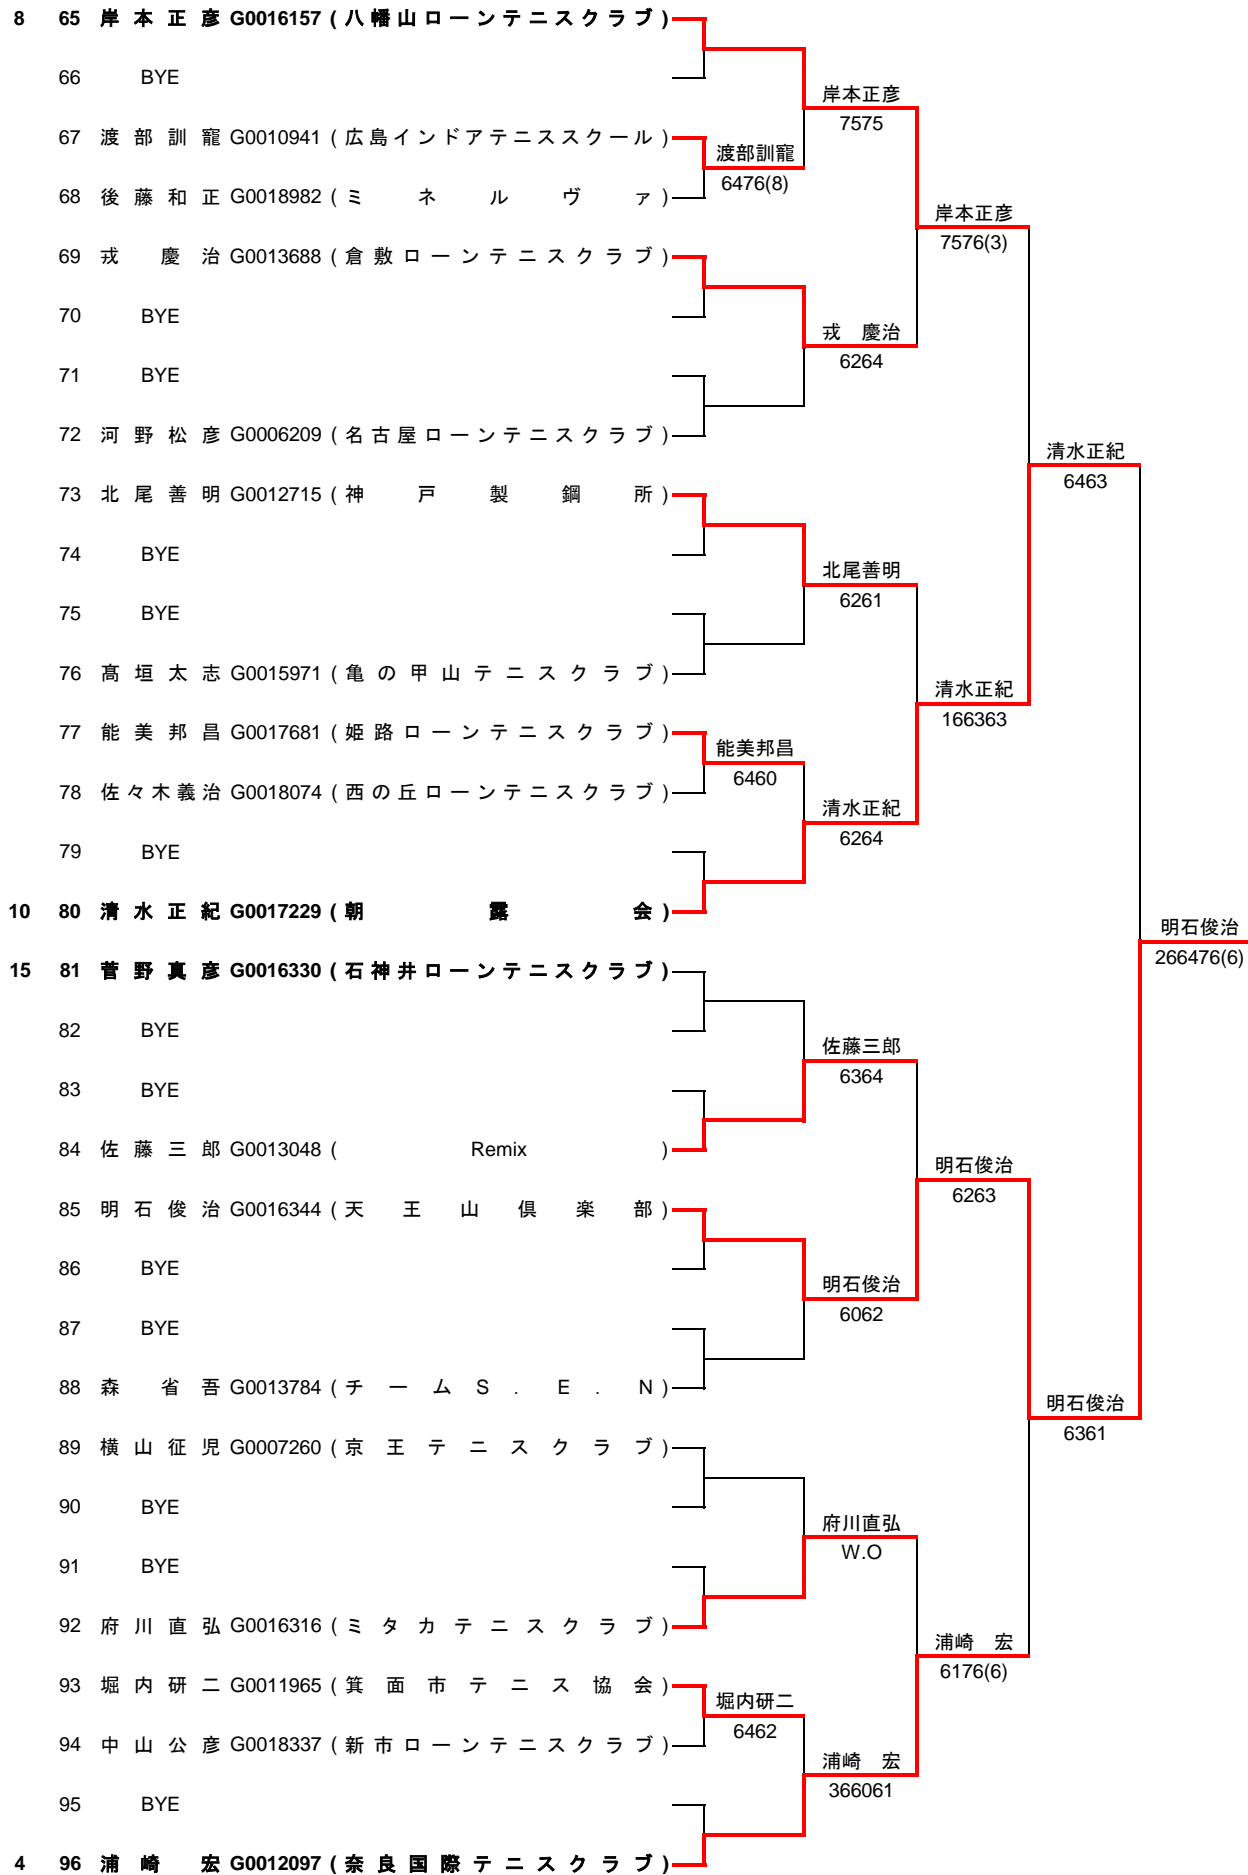 8 65 岸本正彦 G0016157 (八幡山ローンテニスクラブ)
66 BYE
岸本正彦
7575
67 渡部訓寵 G0010941 (広島インドアテニススクール)
渡部訓寵
6476(8)
68 後藤和正 G0018982 (ミネルヴァ)
岸本正彦
7576(3)
69 戎 慶治 G0013688 (倉敷ローンテニスクラブ)
70 BYE
戎 慶治
6264
71 BYE
72 河野松彦 G0006209 (名古屋ローンテニスクラブ)
清水正紀
6463
73 北尾善明 G0012715 (神戸製鋼所)
74 BYE
北尾善明
6261
75 BYE
76 髙垣太志 G0015971 (亀の甲山テニスクラブ)
清水正紀
166363
77 能美邦昌 G0017681 (姫路ローンテニスクラブ)
能美邦昌
6460
78 佐々木義治 G0018074 (西の丘ローンテニスクラブ)
清水正紀
6264
79 BYE
10 80 清水正紀 G0017229 (朝露会)
明石俊治
266476(6)
15 81 菅野真彦 G0016330 (石神井ローンテニスクラブ)
82 BYE
佐藤三郎
6364
83 BYE
84 佐藤三郎 G0013048 (Remix)
明石俊治
6263
85 明石俊治 G0016344 (天王山倶楽部)
86 BYE
明石俊治
6062
87 BYE
88 森 省吾 G0013784 (チームS.E.N)
明石俊治
6361
89 横山征児 G0007260 (京王テニスクラブ)
90 BYE
府川直弘
W.O
91 BYE
92 府川直弘 G0016316 (ミタカテニスクラブ)
浦崎 宏
6176(6)
93 堀内研二 G0011965 (箕面市テニス協会)
堀内研二
6462
94 中山公彦 G0018337 (新市ローンテニスクラブ)
浦崎 宏
366061
95 BYE
4 96 浦崎 宏 G0012097 (奈良国際テニスクラブ)